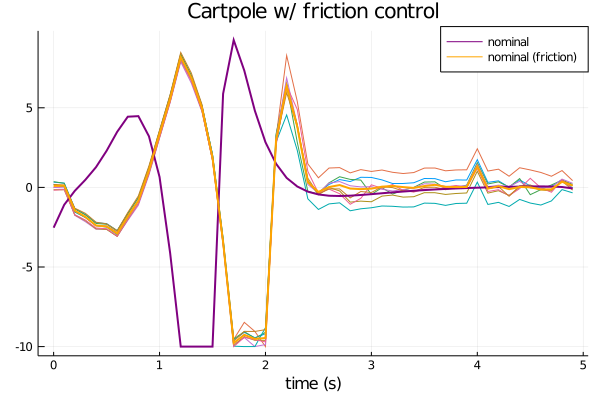 Cartpole w/ friction control
nominal
nominal (friction)
5
0
-5
-10
0 1 2 3 4 5
time (s)